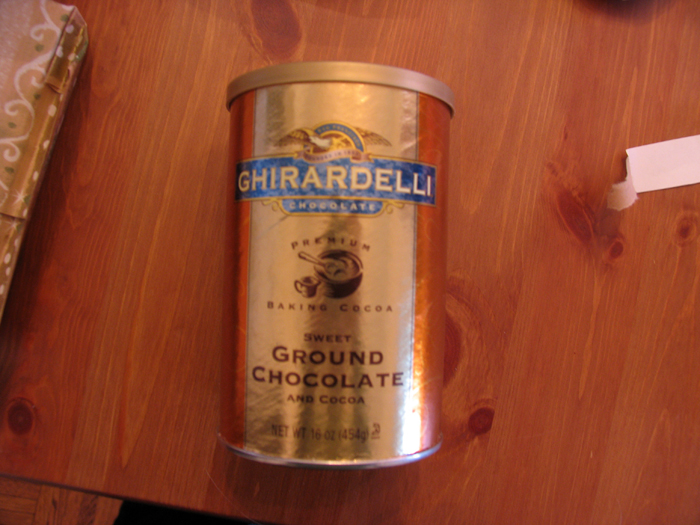 GHIRARDELLI
CHOCOLATE
PREMIUM
BAKING COCOA
SWEET
GROUND
CHOCOLATE
AND COCOA
NET WT 16 OZ (454g)